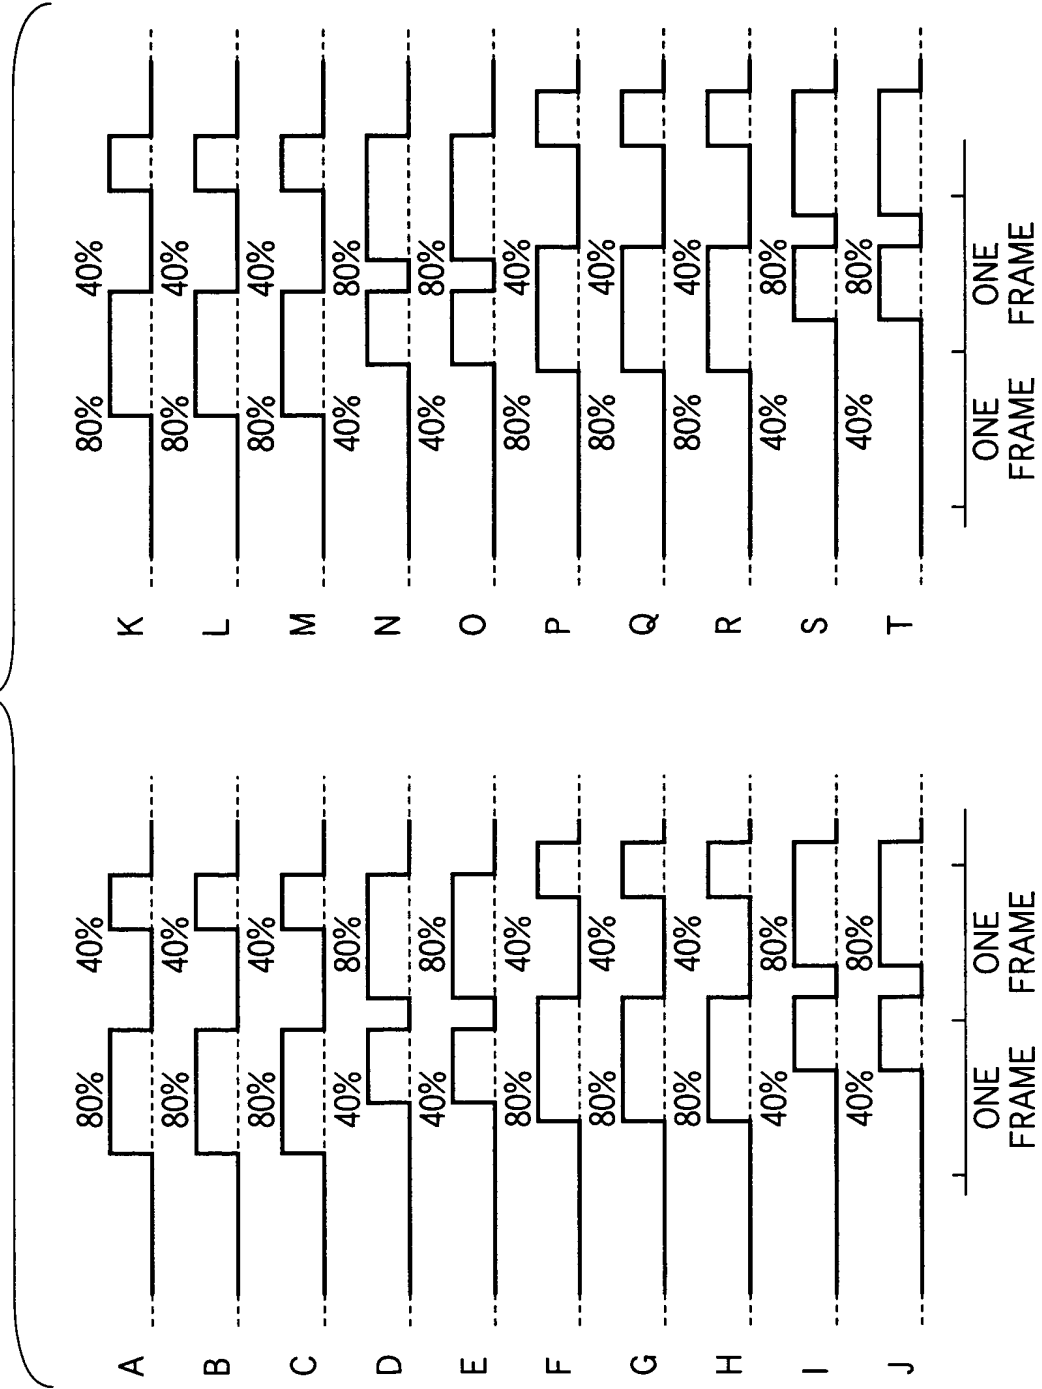 A 80% 40%
B 80% 40%
C 80% 40%
D 40% 80%
E 40% 80%
F 80% 40%
G 80% 40%
H 80% 40%
I 40% 80%
J 40% 80%
ONE ONE
FRAME FRAME
K 80% 40%
L 80% 40%
M 80% 40%
N 40% 80%
O 40% 80%
P 80% 40%
Q 80% 40%
R 80% 40%
S 40% 80%
T 40% 80%
ONE ONE
FRAME FRAME